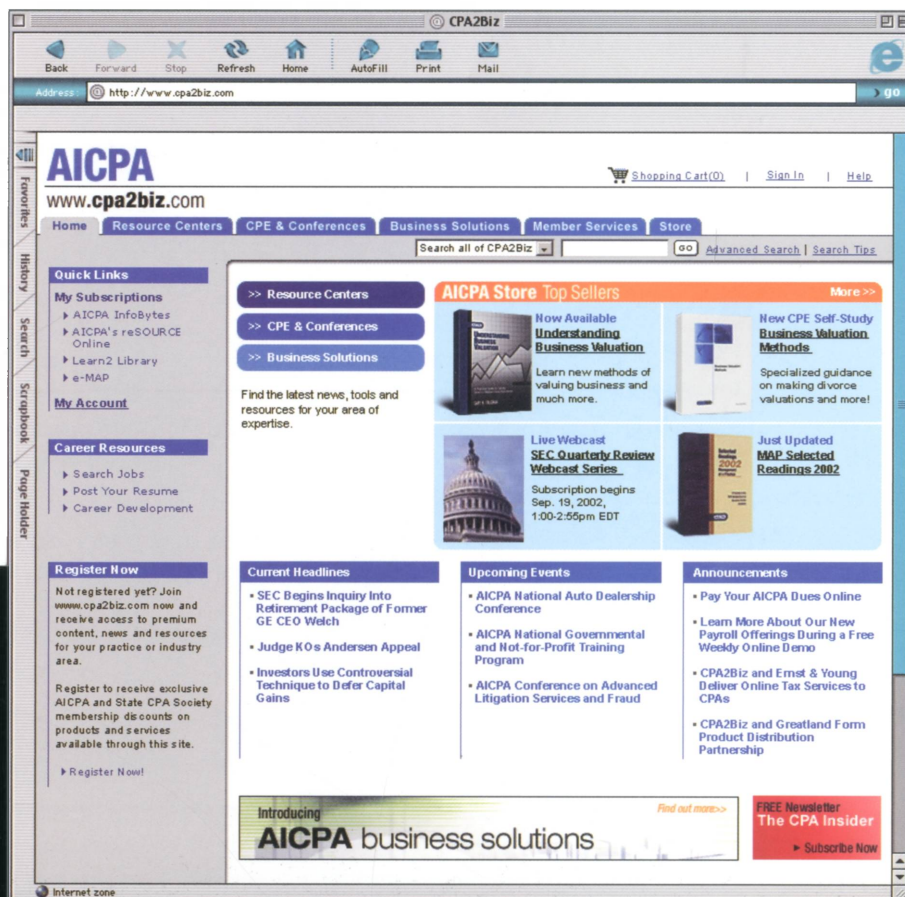 CPA2Biz
Back Forward Stop Refresh Home AutoFill Print Mail
Address: http://www.cpa2biz.com go
Favorites
History
Search
Scrapbook
Page Holder
AICPA
Shopping Cart(0) | Sign In | Help
www.cpa2biz.com
Home Resource Centers CPE & Conferences Business Solutions Member Services Store
Search all of CPA2Biz GO Advanced Search | Search Tips
Quick Links
My Subscriptions
AICPA InfoBytes
AICPA's reSOURCE
Online
Learn2 Library
e-MAP
My Account
Career Resources
Search Jobs
Post Your Resume
Career Development
Register Now
Not registered yet? Join
www.cpa2biz.com now and
receive access to premium
content, news and resources
for your practice or industry
area.
Register to receive exclusive
AICPA and State CPA Society
membership discounts on
products and services
available through this site.
Register Now!
>> Resource Centers
>> CPE & Conferences
>> Business Solutions
Find the latest news, tools and
resources for your area of
expertise.
AICPA Store Top Sellers More >>
UNDERSTANDING
BUSINESS
VALUATION
Now Available
Understanding
Business Valuation
Learn new methods of
valuing business and
much more.
New CPE Self-Study
Business Valuation
Methods
Specialized guidance
on making divorce
valuations and more!
Live Webcast
SEC Quarterly Review
Webcast Series
Subscription begins
Sep. 19, 2002,
1:00-2:55pm EDT
Selected
Readings
2002
Just Updated
MAP Selected
Readings 2002
Current Headlines
▪ SEC Begins Inquiry Into
Retirement Package of Former
GE CEO Welch
▪ Judge KOs Andersen Appeal
▪ Investors Use Controversial
Technique to Defer Capital
Gains
Upcoming Events
▪ AICPA National Auto Dealership
Conference
▪ AICPA National Governmental
and Not-for-Profit Training
Program
▪ AICPA Conference on Advanced
Litigation Services and Fraud
Announcements
▪ Pay Your AICPA Dues Online
▪ Learn More About Our New
Payroll Offerings During a Free
Weekly Online Demo
▪ CPA2Biz and Ernst & Young
Deliver Online Tax Services to
CPAs
▪ CPA2Biz and Greatland Form
Product Distribution
Partnership
Introducing
Find out more>>
AICPA business solutions
FREE Newsletter
The CPA Insider
Subscribe Now
Internet zone